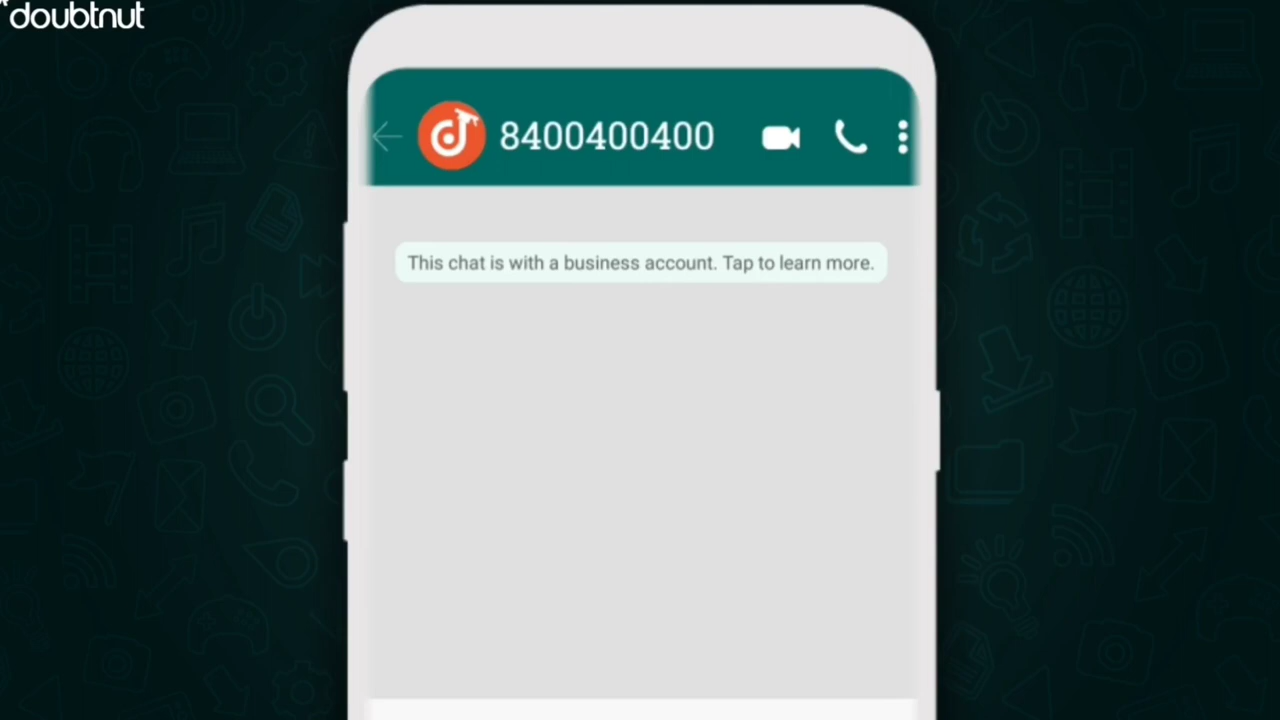 doubtnut
8400400400
This chat is with a business account. Tap to learn more.